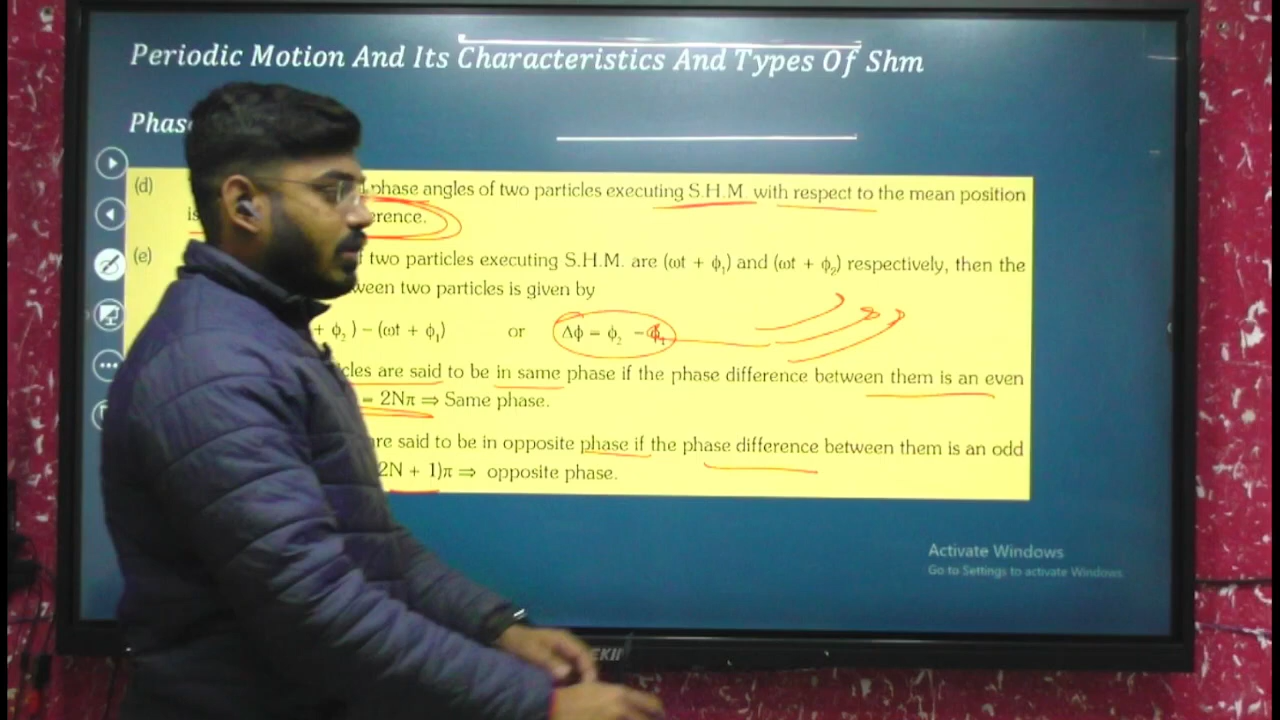 Periodic Motion And Its Characteristics And Types Of Shm
Phas
(d) phase angles of two particles executing S.H.M. with respect to the mean position
is erence.
(e) f two particles executing S.H.M. are (ωt + ϕ₁) and (ωt + ϕ₂) respectively, then the
ween two particles is given by
+ ϕ₂ ) − (ωt + ϕ₁) or Δϕ = ϕ₂ − ϕ₁
cles are said to be in same phase if the phase difference between them is an even
= 2Nπ ⇒ Same phase.
re said to be in opposite phase if the phase difference between them is an odd
2N + 1)π ⇒ opposite phase.
Activate Windows
Go to Settings to activate Windows.